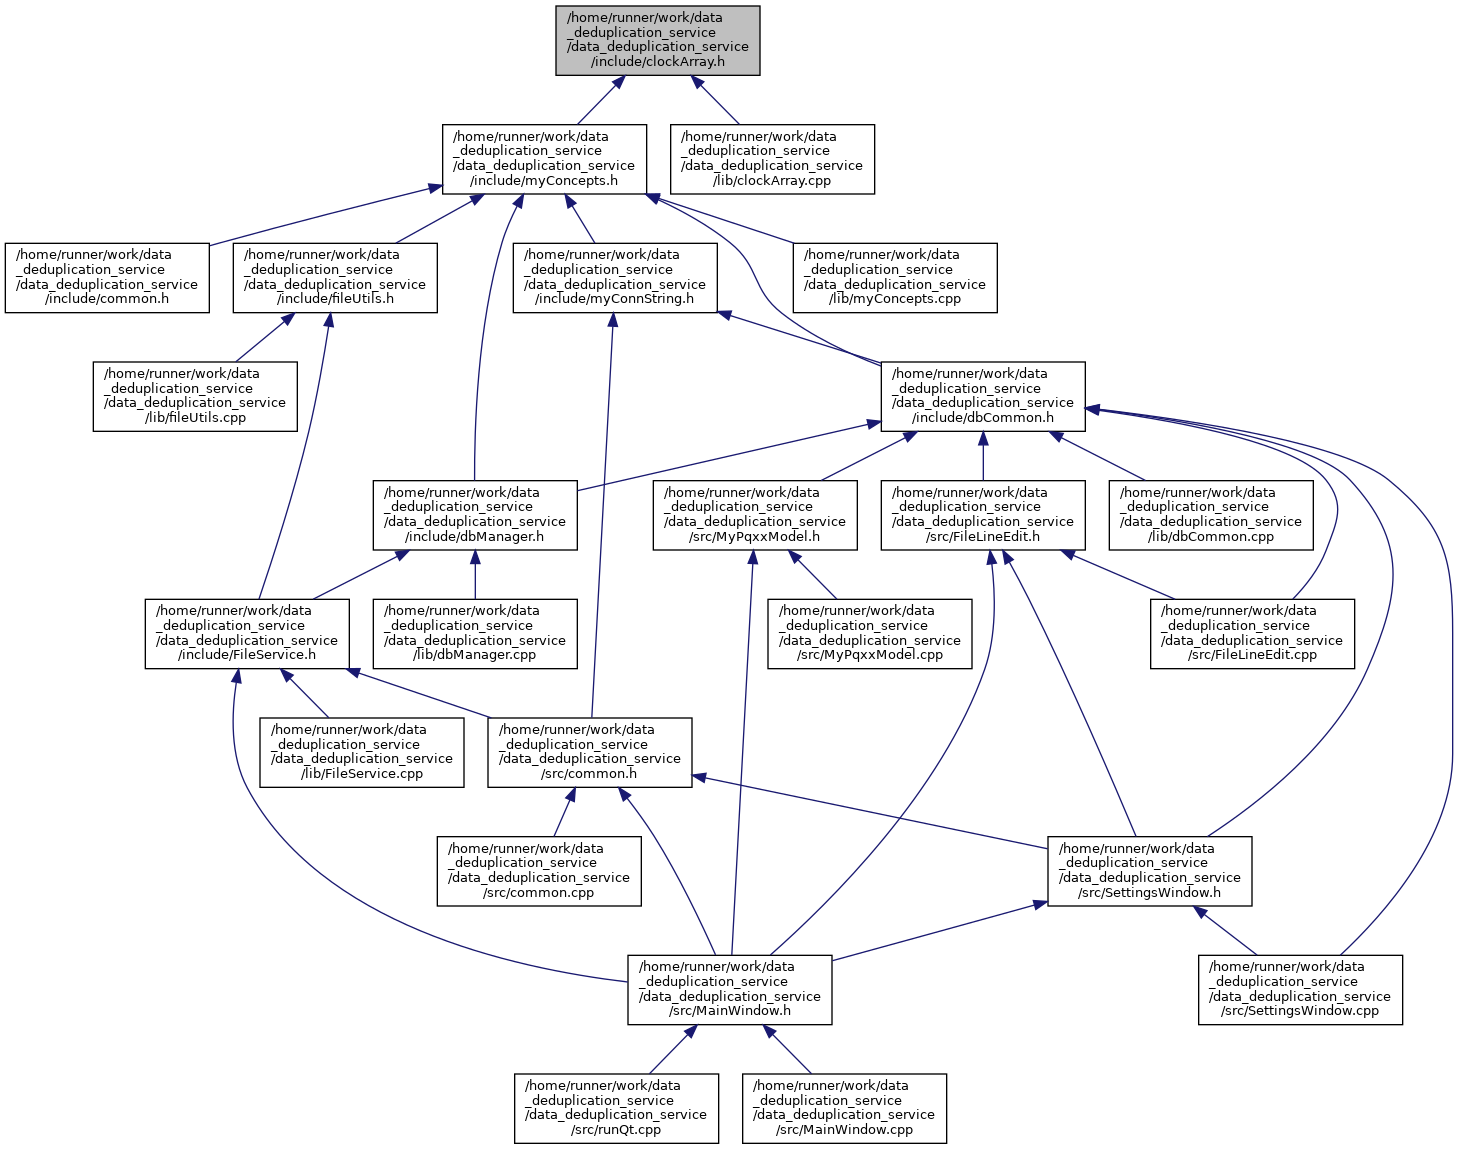 /home/runner/work/data
_deduplication_service
/data_deduplication_service
/include/clockArray.h
/home/runner/work/data
_deduplication_service
/data_deduplication_service
/include/myConcepts.h
/home/runner/work/data
_deduplication_service
/data_deduplication_service
/lib/clockArray.cpp
/home/runner/work/data
_deduplication_service
/data_deduplication_service
/include/common.h
/home/runner/work/data
_deduplication_service
/data_deduplication_service
/include/fileUtils.h
/home/runner/work/data
_deduplication_service
/data_deduplication_service
/include/myConnString.h
/home/runner/work/data
_deduplication_service
/data_deduplication_service
/lib/myConcepts.cpp
/home/runner/work/data
_deduplication_service
/data_deduplication_service
/lib/fileUtils.cpp
/home/runner/work/data
_deduplication_service
/data_deduplication_service
/include/dbCommon.h
/home/runner/work/data
_deduplication_service
/data_deduplication_service
/include/dbManager.h
/home/runner/work/data
_deduplication_service
/data_deduplication_service
/src/MyPqxxModel.h
/home/runner/work/data
_deduplication_service
/data_deduplication_service
/src/FileLineEdit.h
/home/runner/work/data
_deduplication_service
/data_deduplication_service
/lib/dbCommon.cpp
/home/runner/work/data
_deduplication_service
/data_deduplication_service
/include/FileService.h
/home/runner/work/data
_deduplication_service
/data_deduplication_service
/lib/dbManager.cpp
/home/runner/work/data
_deduplication_service
/data_deduplication_service
/src/MyPqxxModel.cpp
/home/runner/work/data
_deduplication_service
/data_deduplication_service
/src/FileLineEdit.cpp
/home/runner/work/data
_deduplication_service
/data_deduplication_service
/lib/FileService.cpp
/home/runner/work/data
_deduplication_service
/data_deduplication_service
/src/common.h
/home/runner/work/data
_deduplication_service
/data_deduplication_service
/src/common.cpp
/home/runner/work/data
_deduplication_service
/data_deduplication_service
/src/SettingsWindow.h
/home/runner/work/data
_deduplication_service
/data_deduplication_service
/src/MainWindow.h
/home/runner/work/data
_deduplication_service
/data_deduplication_service
/src/SettingsWindow.cpp
/home/runner/work/data
_deduplication_service
/data_deduplication_service
/src/runQt.cpp
/home/runner/work/data
_deduplication_service
/data_deduplication_service
/src/MainWindow.cpp